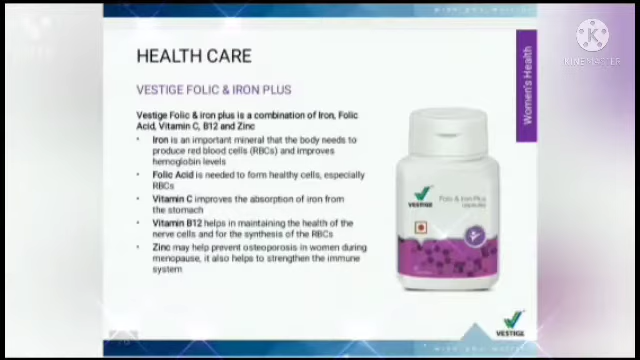 HEALTH CARE
VESTIGE FOLIC & IRON PLUS
Vestige Folic & iron plus is a combination of Iron, Folic
Acid, Vitamin C, B12 and Zinc
• Iron is an important mineral that the body needs to
produce red blood cells (RBCs) and improves
hemoglobin levels
• Folic Acid is needed to form healthy cells, especially
RBCs
• Vitamin C improves the absorption of iron from
the stomach
• Vitamin B12 helps in maintaining the health of the
nerve cells and for the synthesis of the RBCs
• Zinc may help prevent osteoporosis in women during
menopause, it also helps to strengthen the immune
system
Women's Health
KINEMASTER
VESTIGE
Folic & Iron Plus
capsules
VESTIGE